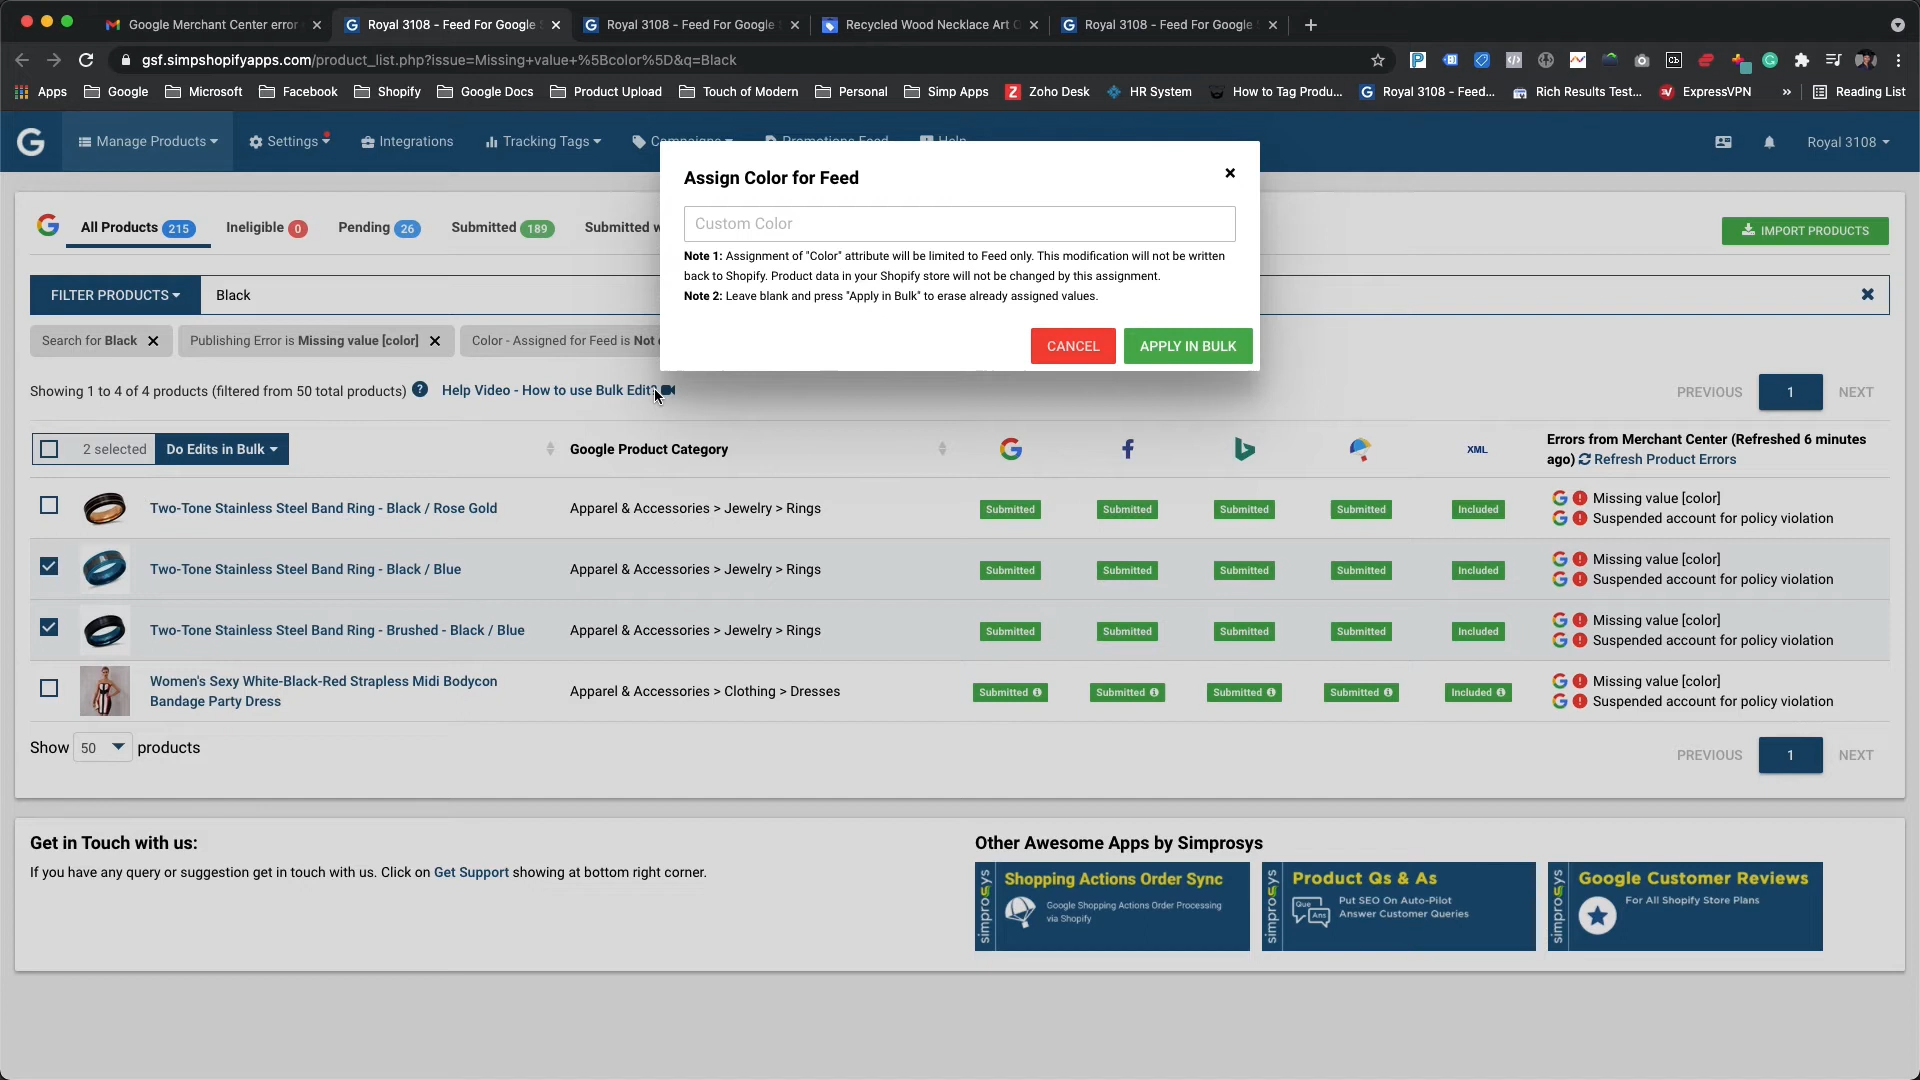 Google Merchant Center error
Royal 3108 - Feed For Google
Royal 3108 - Feed For Google
Recycled Wood Necklace Art
Royal 3108 - Feed For Google
gsf.simpshopifyapps.com/product_list.php?issue=Missing+value+%5Bcolor%5D&q=Black
Apps
Google
Microsoft
Facebook
Shopify
Google Docs
Product Upload
Touch of Modern
Personal
Simp Apps
Zoho Desk
HR System
How to Tag Produ...
Royal 3108 - Feed...
Rich Results Test...
ExpressVPN
»
Reading List
Manage Products
Settings
Integrations
Tracking Tags
Campaigns
Promotions Feed
Help
Royal 3108
Assign Color for Feed
Custom Color
Note 1: Assignment of "Color" attribute will be limited to Feed only. This modification will not be written
back to Shopify. Product data in your Shopify store will not be changed by this assignment.
Note 2: Leave blank and press "Apply in Bulk" to erase already assigned values.
CANCEL
APPLY IN BULK
All Products 215
Ineligible 0
Pending 26
Submitted 189
Submitted
IMPORT PRODUCTS
FILTER PRODUCTS
Black
Search for Black
Publishing Error is Missing value [color]
Color - Assigned for Feed is Not
Showing 1 to 4 of 4 products (filtered from 50 total products)
Help Video - How to use Bulk Edit?
PREVIOUS 1 NEXT
2 selected
Do Edits in Bulk
Google Product Category
XML
Errors from Merchant Center (Refreshed 6 minutes
ago) Refresh Product Errors
Two-Tone Stainless Steel Band Ring - Black / Rose Gold
Apparel & Accessories > Jewelry > Rings
Submitted Submitted Submitted Submitted Included
Missing value [color]
Suspended account for policy violation
Two-Tone Stainless Steel Band Ring - Black / Blue
Apparel & Accessories > Jewelry > Rings
Submitted Submitted Submitted Submitted Included
Missing value [color]
Suspended account for policy violation
Two-Tone Stainless Steel Band Ring - Brushed - Black / Blue
Apparel & Accessories > Jewelry > Rings
Submitted Submitted Submitted Submitted Included
Missing value [color]
Suspended account for policy violation
Women's Sexy White-Black-Red Strapless Midi Bodycon
Bandage Party Dress
Apparel & Accessories > Clothing > Dresses
Submitted Submitted Submitted Submitted Included
Missing value [color]
Suspended account for policy violation
Show 50 products
PREVIOUS 1 NEXT
Get in Touch with us:
If you have any query or suggestion get in touch with us. Click on Get Support showing at bottom right corner.
Other Awesome Apps by Simprosys
simprosys
Shopping Actions Order Sync
Google Shopping Actions Order Processing
via Shopify
simprosys
Product Qs & As
Que
Ans
Put SEO On Auto-Pilot
Answer Customer Queries
simprosys
Google Customer Reviews
For All Shopify Store Plans